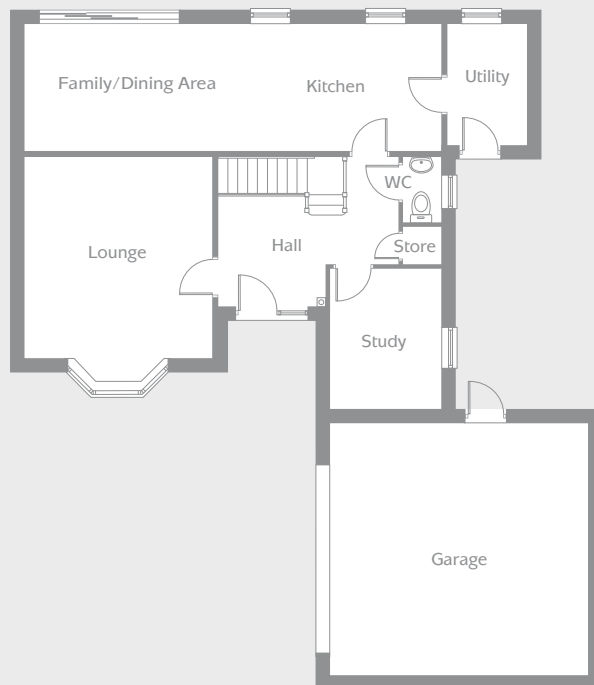 Family/Dining Area
Kitchen
Utility
WC
Lounge
Hall
Store
Study
Garage